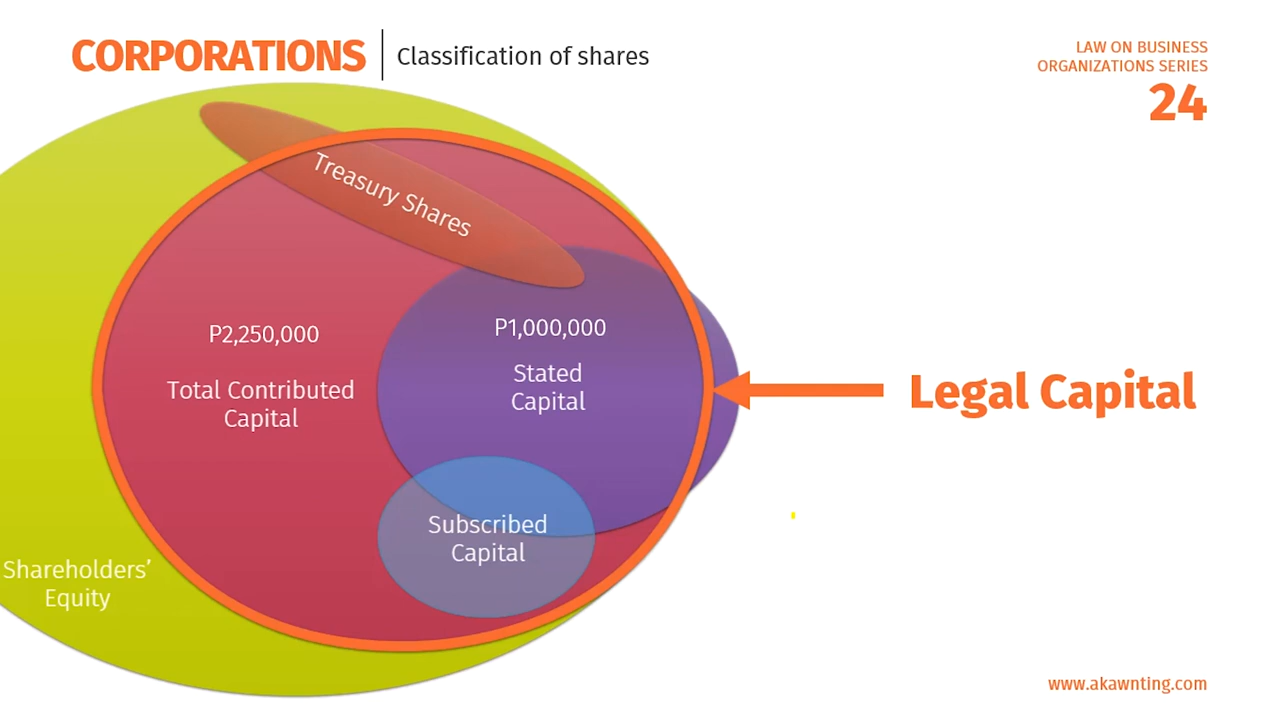 CORPORATIONS
Classification of shares
LAW ON BUSINESS
ORGANIZATIONS SERIES
24
Treasury Shares
P2,250,000
Total Contributed
Capital
P1,000,000
Stated
Capital
Legal Capital
Subscribed
Capital
Shareholders’
Equity
www.akawnting.com